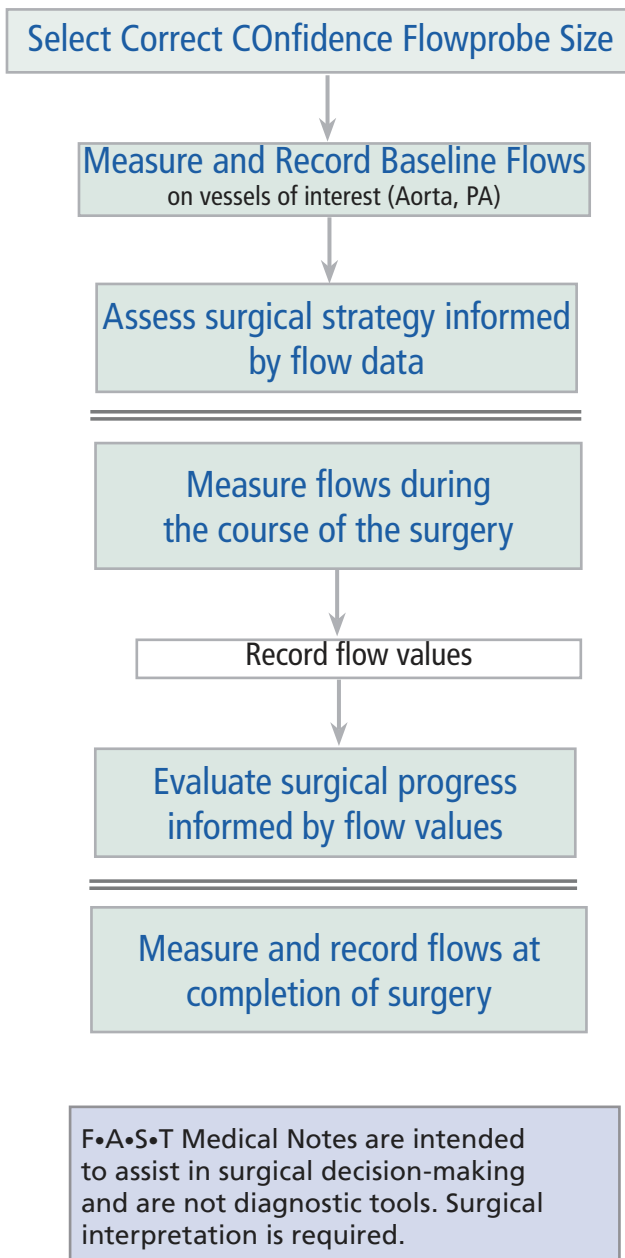 Select Correct COnfidence Flowprobe Size
Measure and Record Baseline Flows
on vessels of interest (Aorta, PA)
Assess surgical strategy informed
by flow data
Measure flows during
the course of the surgery
Record flow values
Evaluate surgical progress
informed by flow values
Measure and record flows at
completion of surgery
F•A•S•T Medical Notes are intended
to assist in surgical decision-making
and are not diagnostic tools. Surgical
interpretation is required.